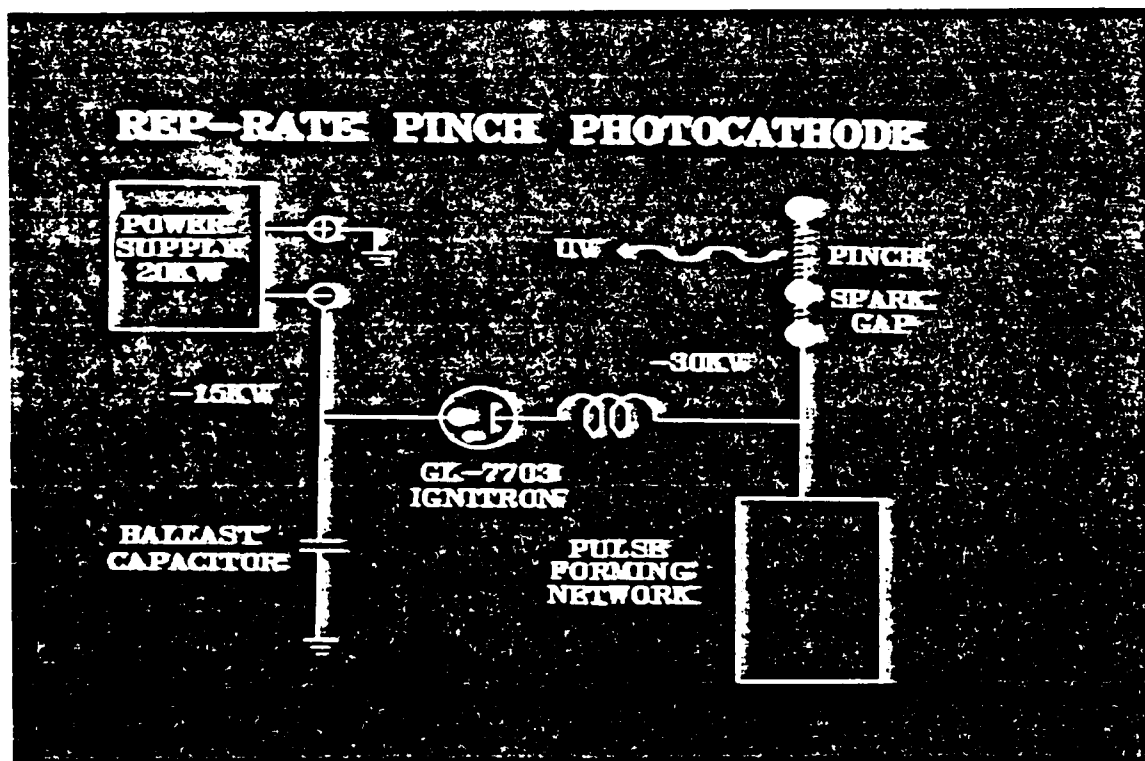 REP-RATE PINCH PHOTOCATHODE
POWER
SUPPLY
20KW
+
−
UV
PINCH
SPARK
GAP
-15KV
-30KV
GL-7703
IGNITRON
BALLAST
CAPACITOR
PULSE
FORMING
NETWORK